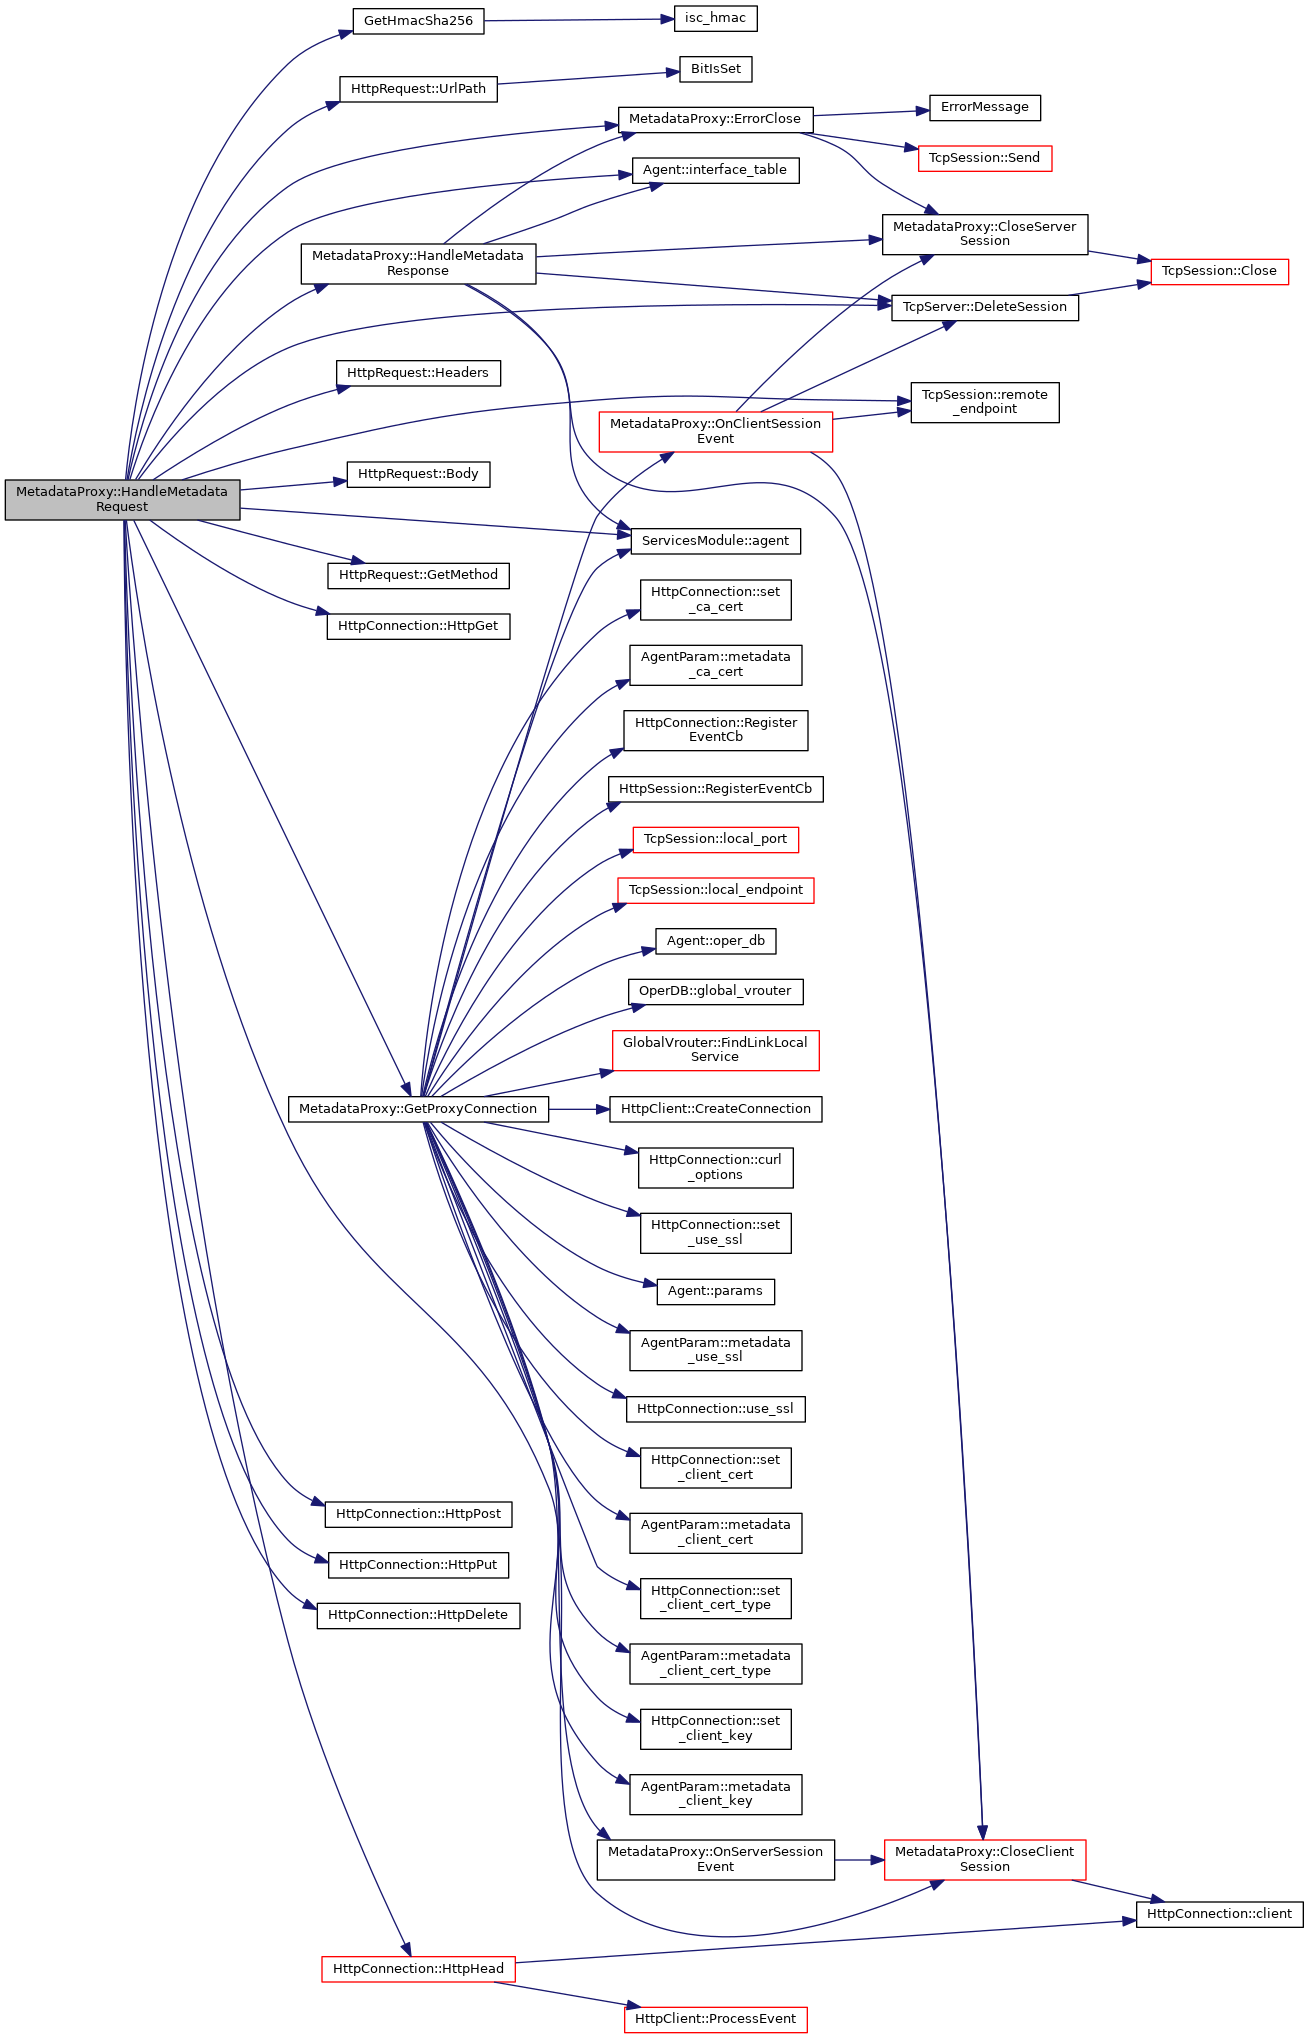 GetHmacSha256
isc_hmac
HttpRequest::UrlPath
BitIsSet
MetadataProxy::ErrorClose
ErrorMessage
TcpSession::Send
Agent::interface_table
MetadataProxy::HandleMetadata
Response
MetadataProxy::CloseServer
Session
TcpSession::Close
TcpServer::DeleteSession
HttpRequest::Headers
TcpSession::remote
_endpoint
MetadataProxy::OnClientSession
Event
HttpRequest::Body
MetadataProxy::HandleMetadata
Request
ServicesModule::agent
HttpRequest::GetMethod
HttpConnection::HttpGet
HttpConnection::set
_ca_cert
AgentParam::metadata
_ca_cert
HttpConnection::Register
EventCb
HttpSession::RegisterEventCb
TcpSession::local_port
TcpSession::local_endpoint
Agent::oper_db
OperDB::global_vrouter
GlobalVrouter::FindLinkLocal
Service
MetadataProxy::GetProxyConnection
HttpClient::CreateConnection
HttpConnection::curl
_options
HttpConnection::set
_use_ssl
Agent::params
AgentParam::metadata
_use_ssl
HttpConnection::use_ssl
HttpConnection::set
_client_cert
HttpConnection::HttpPost
AgentParam::metadata
_client_cert
HttpConnection::HttpPut
HttpConnection::set
_client_cert_type
HttpConnection::HttpDelete
AgentParam::metadata
_client_cert_type
HttpConnection::set
_client_key
AgentParam::metadata
_client_key
MetadataProxy::OnServerSession
Event
MetadataProxy::CloseClient
Session
HttpConnection::client
HttpConnection::HttpHead
HttpClient::ProcessEvent